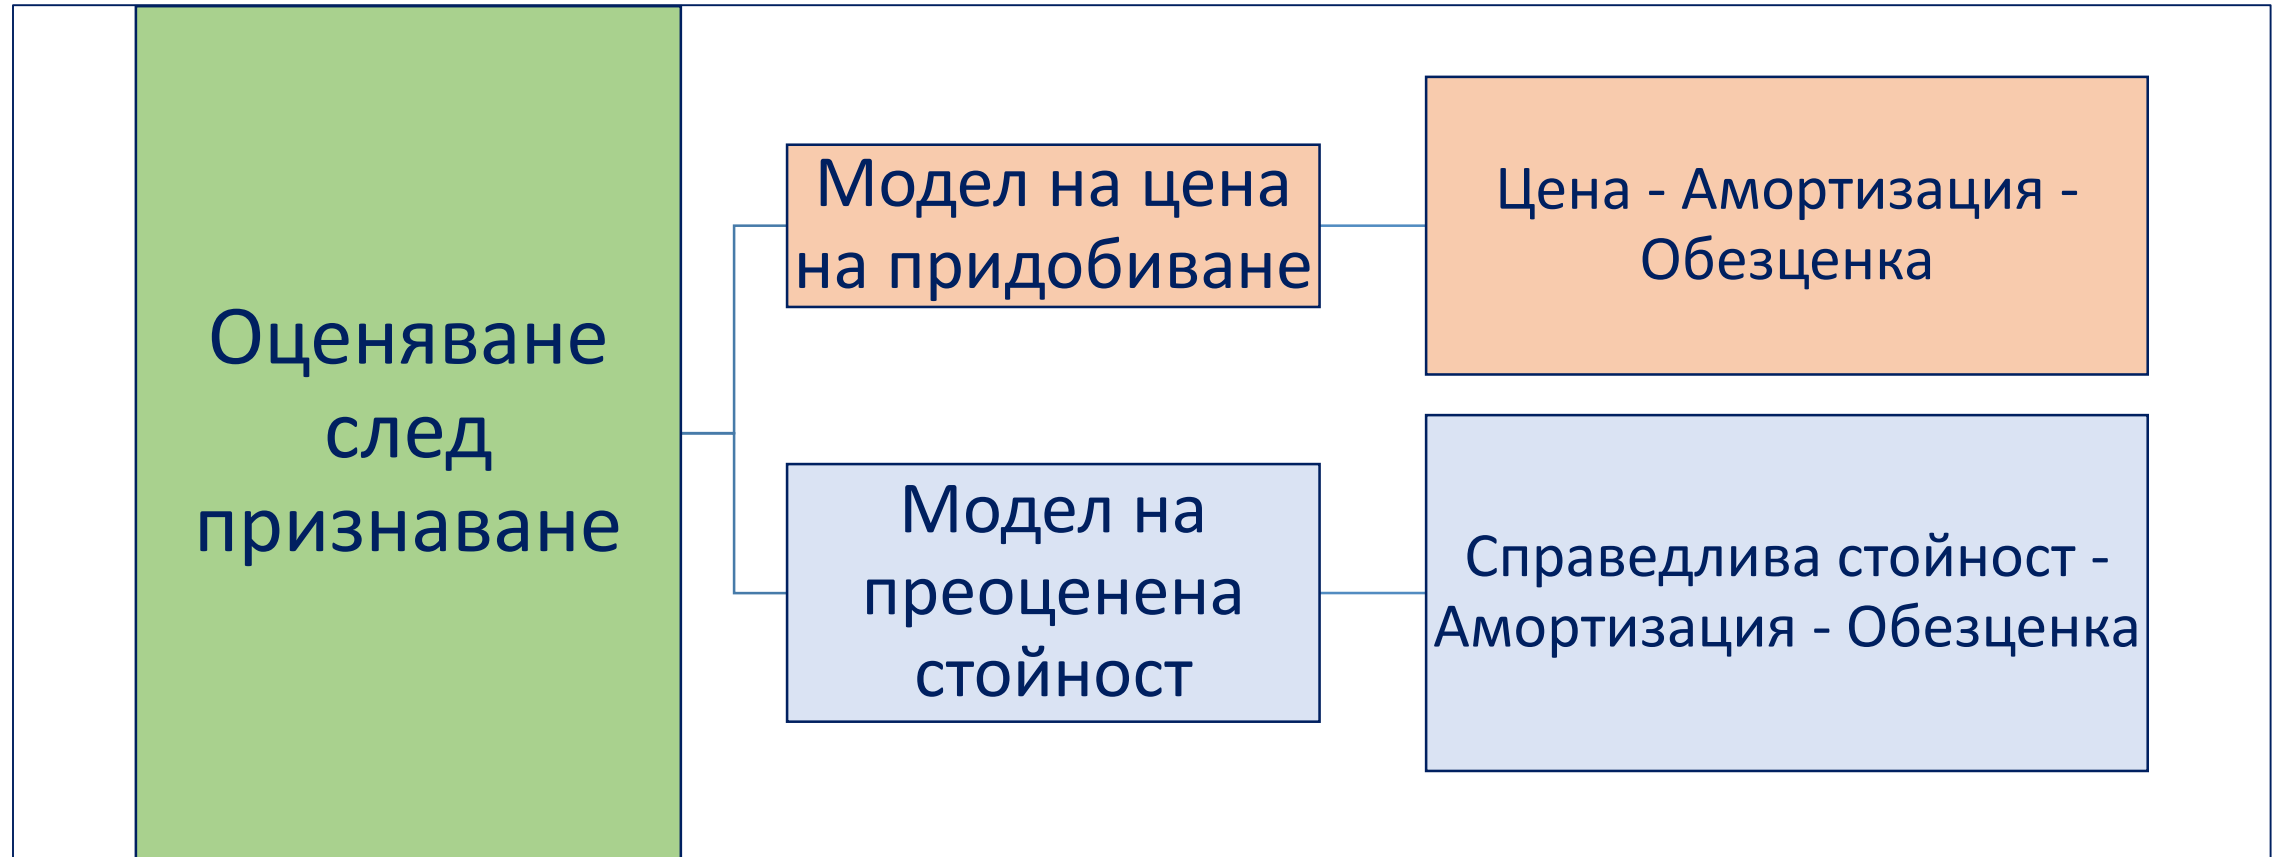 Оценяване
след
признаване
Модел на цена
на придобиване
Цена - Амортизация -
Обезценка
Модел на
преоценена
стойност
Справедлива стойност -
Амортизация - Обезценка